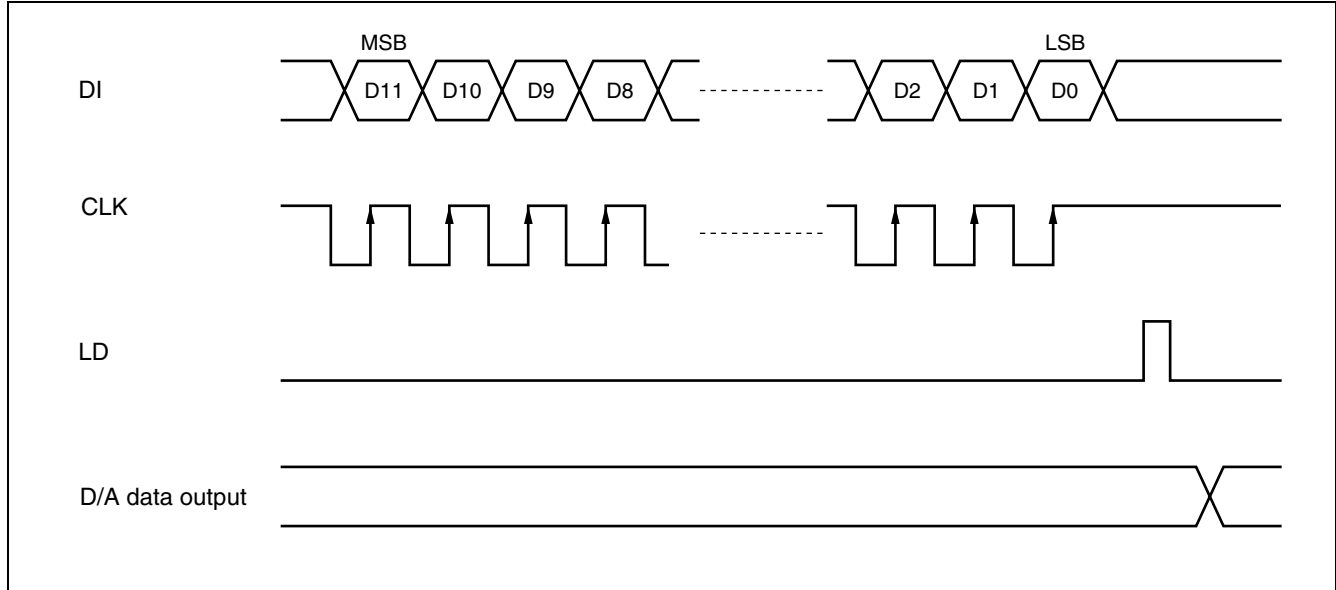 MSB LSB
DI D11 D10 D9 D8 D2 D1 D0
CLK
LD
D/A data output